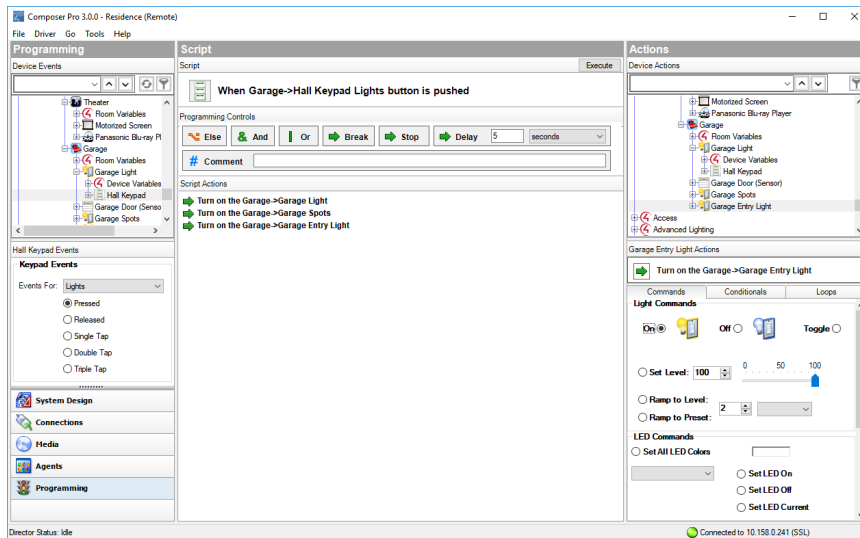 Composer Pro 3.0.0 - Residence (Remote)
File Driver Go Tools Help
Programming
Device Events
Theater
Room Variables
Motorized Screen
Panasonic Blu-ray Pl
Garage
Room Variables
Garage Light
Device Variables
Hall Keypad
Garage Door (Senso
Garage Spots
Hall Keypad Events
Keypad Events
Events For: Lights
Pressed
Released
Single Tap
Double Tap
Triple Tap
System Design
Connections
Media
Agents
Programming
Script
Script Execute
When Garage->Hall Keypad Lights button is pushed
Programming Controls
Else & And Or Break Stop Delay 5 seconds
# Comment
Script Actions
Turn on the Garage->Garage Light
Turn on the Garage->Garage Spots
Turn on the Garage->Garage Entry Light
Actions
Device Actions
Motorized Screen
Panasonic Blu-ray Player
Garage
Room Variables
Garage Light
Device Variables
Hall Keypad
Garage Door (Sensor)
Garage Spots
Garage Entry Light
Access
Advanced Lighting
Garage Entry Light Actions
Turn on the Garage->Garage Entry Light
Commands Conditionals Loops
Light Commands
On Off Toggle
Set Level: 100 0 50 100
Ramp to Level:
2
Ramp to Preset:
LED Commands
Set All LED Colors
Set LED On
Set LED Off
Set LED Current
Director Status: Idle
Connected to 10.158.0.241 (SSL)